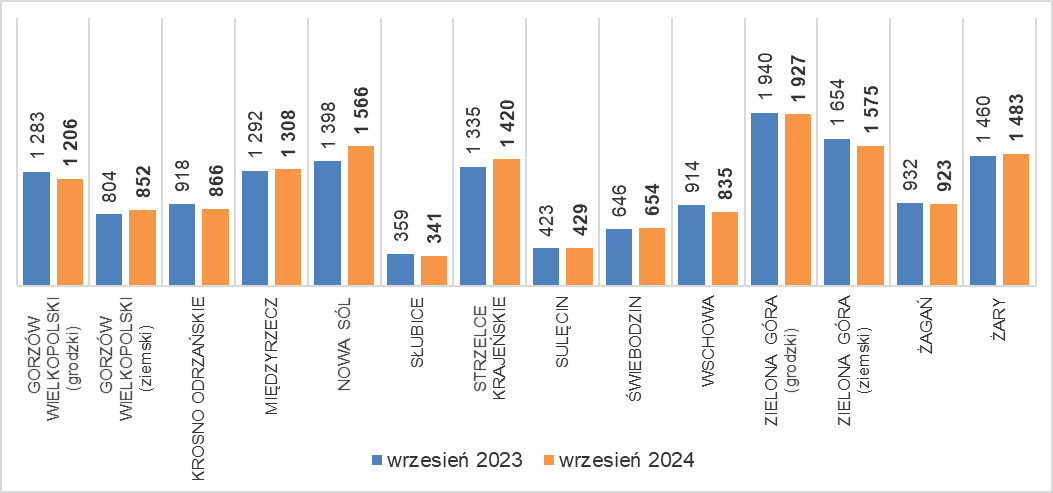 1 283
1 206
804
852
918
866
1 292
1 308
1 398
1 566
359
341
1 335
1 420
423
429
646
654
914
835
1 940
1 927
1 654
1 575
932
923
1 460
1 483
GORZÓW
WIELKOPOLSKI
(grodzki)
GORZÓW
WIELKOPOLSKI
(ziemski)
KROSNO ODRZAŃSKIE
MIĘDZYRZECZ
NOWA SÓL
SŁUBICE
STRZELCE
KRAJEŃSKIE
SULĘCIN
ŚWIEBODZIN
WSCHOWA
ZIELONA GÓRA
(grodzki)
ZIELONA GÓRA
(ziemski)
ŻAGAŃ
ŻARY
wrzesień 2023
wrzesień 2024